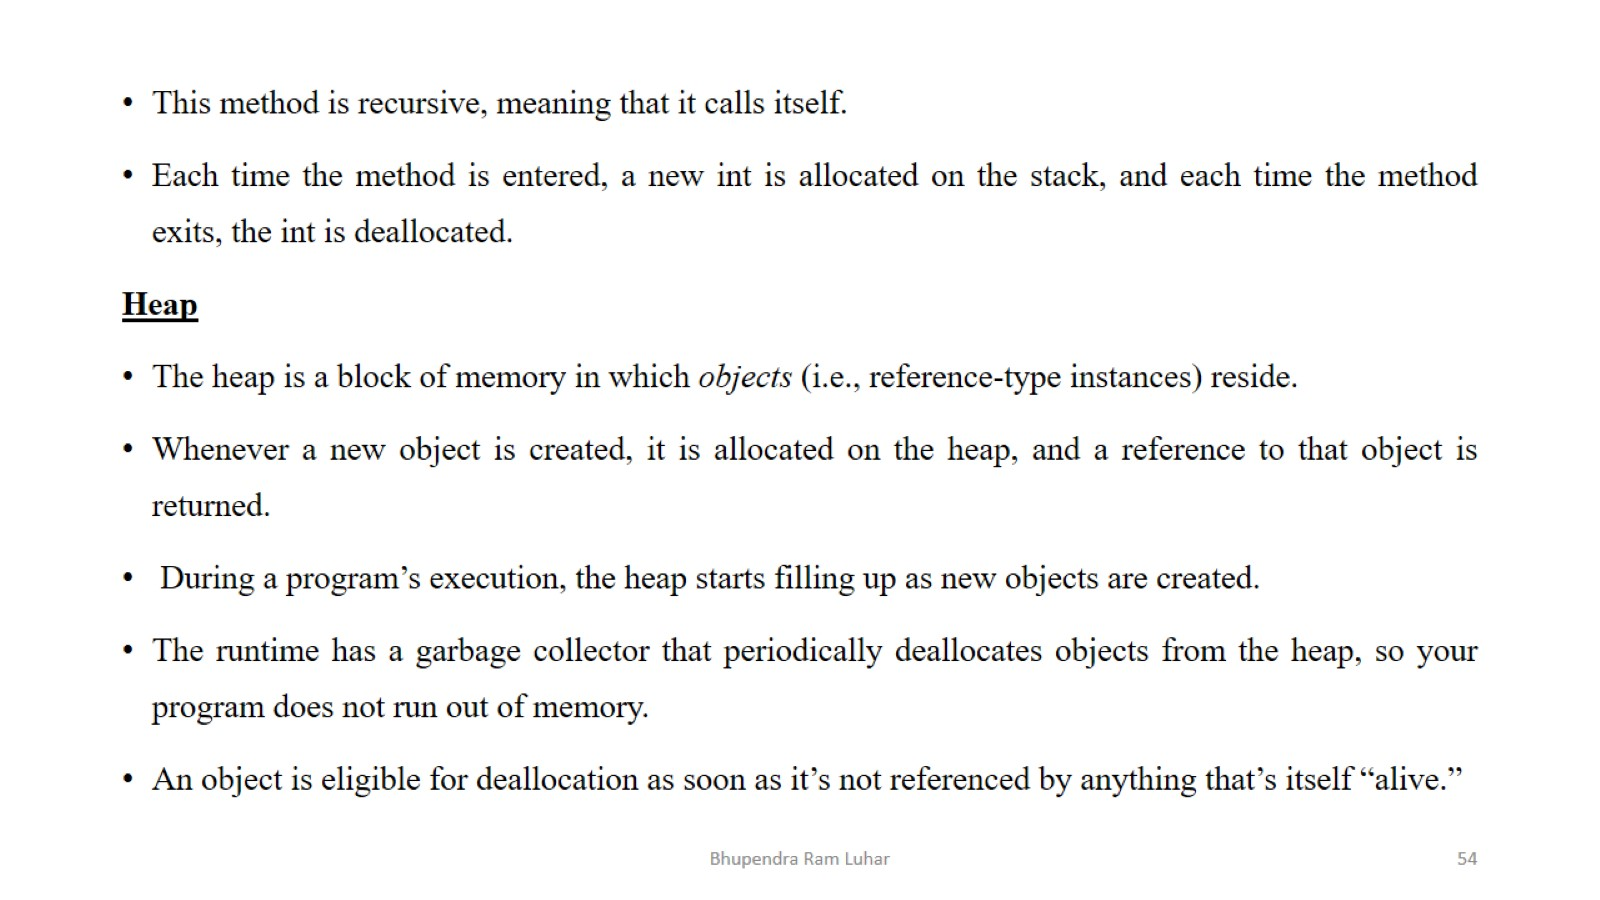 • This method is recursive, meaning that it calls itself.
• Each time the method is entered, a new int is allocated on the stack, and each time the method
exits, the int is deallocated.
Heap
• The heap is a block of memory in which objects (i.e., reference-type instances) reside.
• Whenever a new object is created, it is allocated on the heap, and a reference to that object is
returned.
• During a program’s execution, the heap starts filling up as new objects are created.
• The runtime has a garbage collector that periodically deallocates objects from the heap, so your
program does not run out of memory.
• An object is eligible for deallocation as soon as it’s not referenced by anything that’s itself “alive.”
Bhupendra Ram Luhar
54